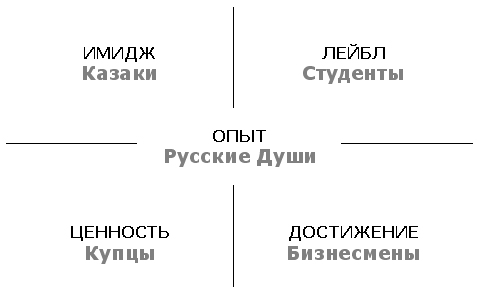 ИМИДЖ
Казаки
ЛЕЙБЛ
Студенты
ОПЫТ
Русские Души
ЦЕННОСТЬ
Купцы
ДОСТИЖЕНИЕ
Бизнесмены